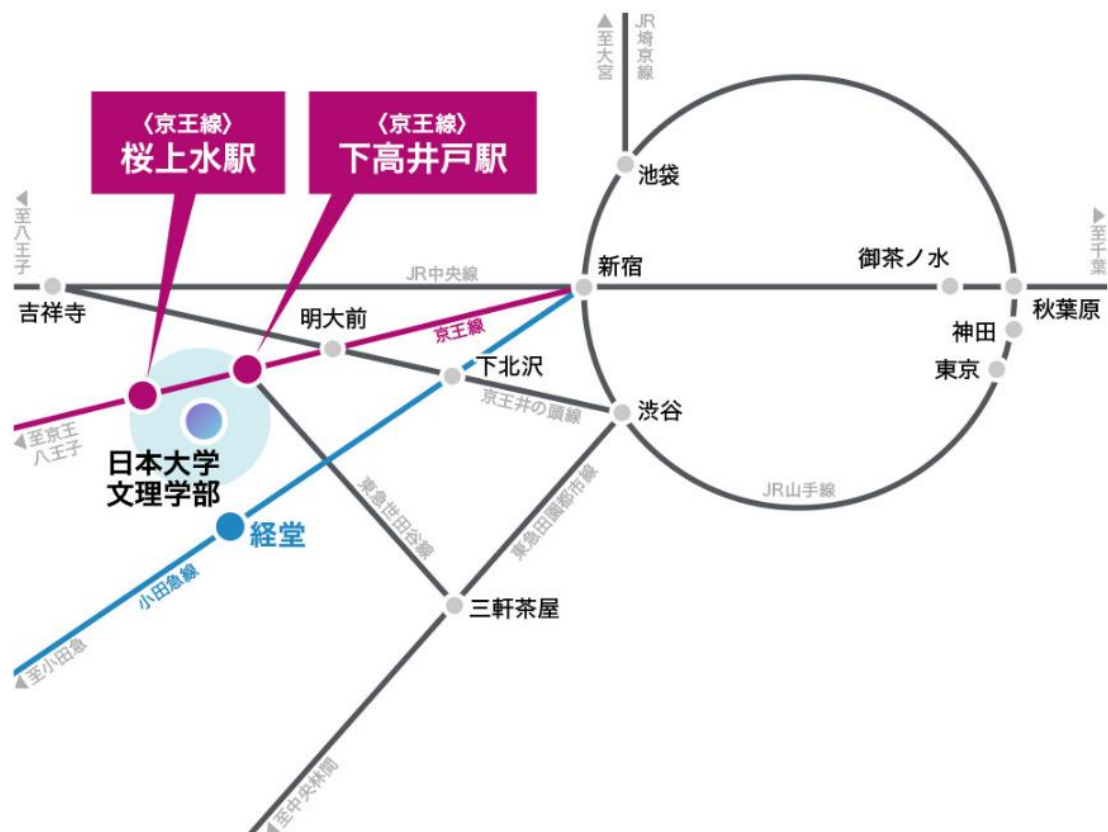 ▲至大宮
JR埼京線
〈京王線〉
桜上水駅
〈京王線〉
下高井戸駅
池袋
▲至八王子
▲至千葉
JR中央線
新宿
御茶ノ水
吉祥寺
明大前
京王線
秋葉原
神田
下北沢
東京
京王井の頭線
渋谷
◀至京王
八王子
日本大学
文理学部
東急世田谷線
東急田園都市線
JR山手線
経堂
小田急線
三軒茶屋
◀至小田急
◀至中央林間